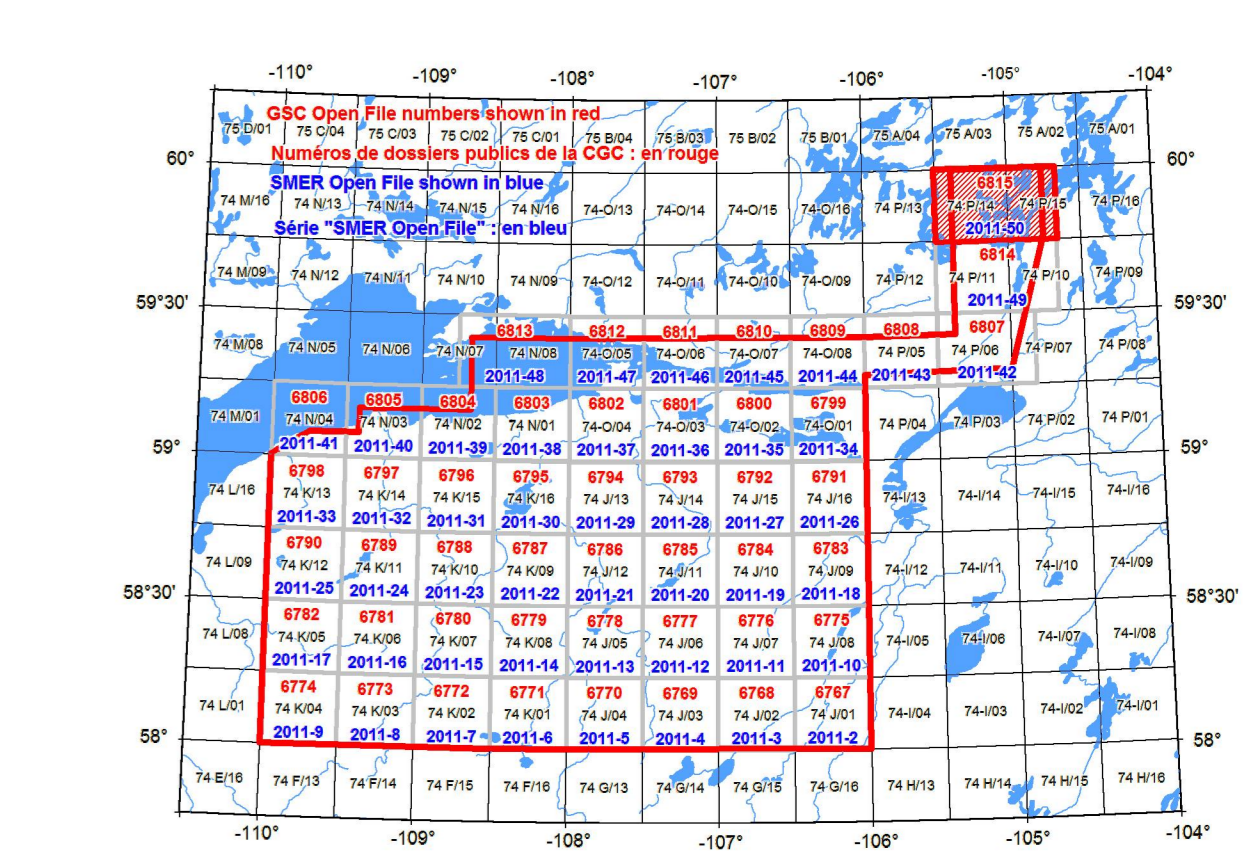 -110° -109° -108° -107° -106° -105° -104°
GSC Open File numbers shown in red
75 D/01 75 C/04 75 C/03 75 C/02 75 C/01 75 B/04 75 B/03 75 B/02 75 B/01 75 A/04 75 A/03 75 A/02 75 A/01
Numéros de dossiers publics de la CGC : en rouge
60° 60°
SMER Open File shown in blue
6815
74 M/16 74 N/13 74 N/14 74 N/15 74 N/16 74-O/13 74-O/14 74-O/15 74-O/16 74 P/13 74 P/14 74 P/15 74 P/16
Série "SMER Open File" : en bleu
2011-50
6814
74 M/09 74 N/12 74 N/11 74 N/10 74 N/09 74-O/12 74-O/11 74-O/10 74-O/09 74 P/12 74 P/11 74 P/10 74 P/09
59°30' 2011-49 59°30'
6813 6812 6811 6810 6809 6808 6807
74 M/08 74 N/05 74 N/06 74 N/07 74 N/08 74-O/05 74-O/06 74-O/07 74-O/08 74 P/05 74 P/06 74 P/07 74 P/08
2011-48 2011-47 2011-46 2011-45 2011-44 2011-43 2011-42
6806 6805 6804 6803 6802 6801 6800 6799
74 M/01 74 N/04 74 N/03 74 N/02 74 N/01 74-O/04 74-O/03 74-O/02 74-O/01 74 P/04 74 P/03 74 P/02 74 P/01
59° 2011-41 2011-40 2011-39 2011-38 2011-37 2011-36 2011-35 2011-34 59°
6798 6797 6796 6795 6794 6793 6792 6791
74 L/16 74 K/13 74 K/14 74 K/15 74 K/16 74 J/13 74 J/14 74 J/15 74 J/16 74-I/13 74-I/14 74-I/15 74-I/16
2011-33 2011-32 2011-31 2011-30 2011-29 2011-28 2011-27 2011-26
6790 6789 6788 6787 6786 6785 6784 6783
74 L/09 74 K/12 74 K/11 74 K/10 74 K/09 74 J/12 74 J/11 74 J/10 74 J/09 74-I/12 74-I/11 74-I/10 74-I/09
58°30' 2011-25 2011-24 2011-23 2011-22 2011-21 2011-20 2011-19 2011-18 58°30'
6782 6781 6780 6779 6778 6777 6776 6775
74 L/08 74 K/05 74 K/06 74 K/07 74 K/08 74 J/05 74 J/06 74 J/07 74 J/08 74-I/05 74-I/06 74-I/07 74-I/08
2011-17 2011-16 2011-15 2011-14 2011-13 2011-12 2011-11 2011-10
6774 6773 6772 6771 6770 6769 6768 6767
74 L/01 74 K/04 74 K/03 74 K/02 74 K/01 74 J/04 74 J/03 74 J/02 74 J/01 74-I/04 74-I/03 74-I/02 74-I/01
58° 2011-9 2011-8 2011-7 2011-6 2011-5 2011-4 2011-3 2011-2 58°
74-E/16 74 F/13 74 F/14 74 F/15 74 F/16 74 G/13 74 G/14 74 G/15 74 G/16 74 H/13 74 H/14 74 H/15 74 H/16
-110° -109° -108° -107° -106° -105° -104°